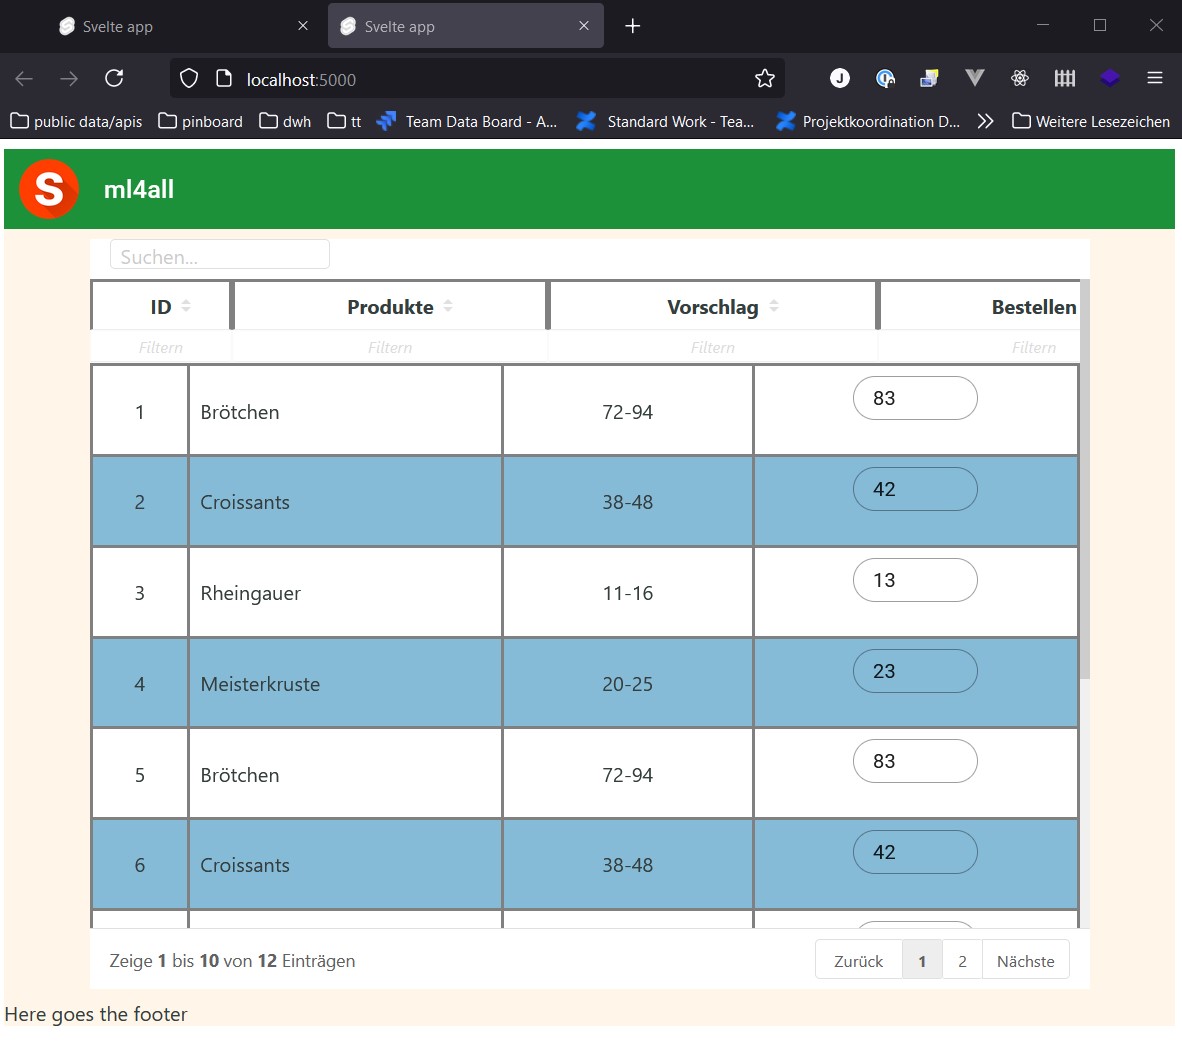 Svelte app
Svelte app
localhost:5000
J
public data/apis pinboard dwh tt Team Data Board - A... Standard Work - Tea... Projektkoordination D... Weitere Lesezeichen
S ml4all
Suchen...
ID Produkte Vorschlag Bestellen
Filtern Filtern Filtern Filtern
1 Brötchen 72-94 83
2 Croissants 38-48 42
3 Rheingauer 11-16 13
4 Meisterkruste 20-25 23
5 Brötchen 72-94 83
6 Croissants 38-48 42
Zeige 1 bis 10 von 12 Einträgen Zurück 1 2 Nächste
Here goes the footer